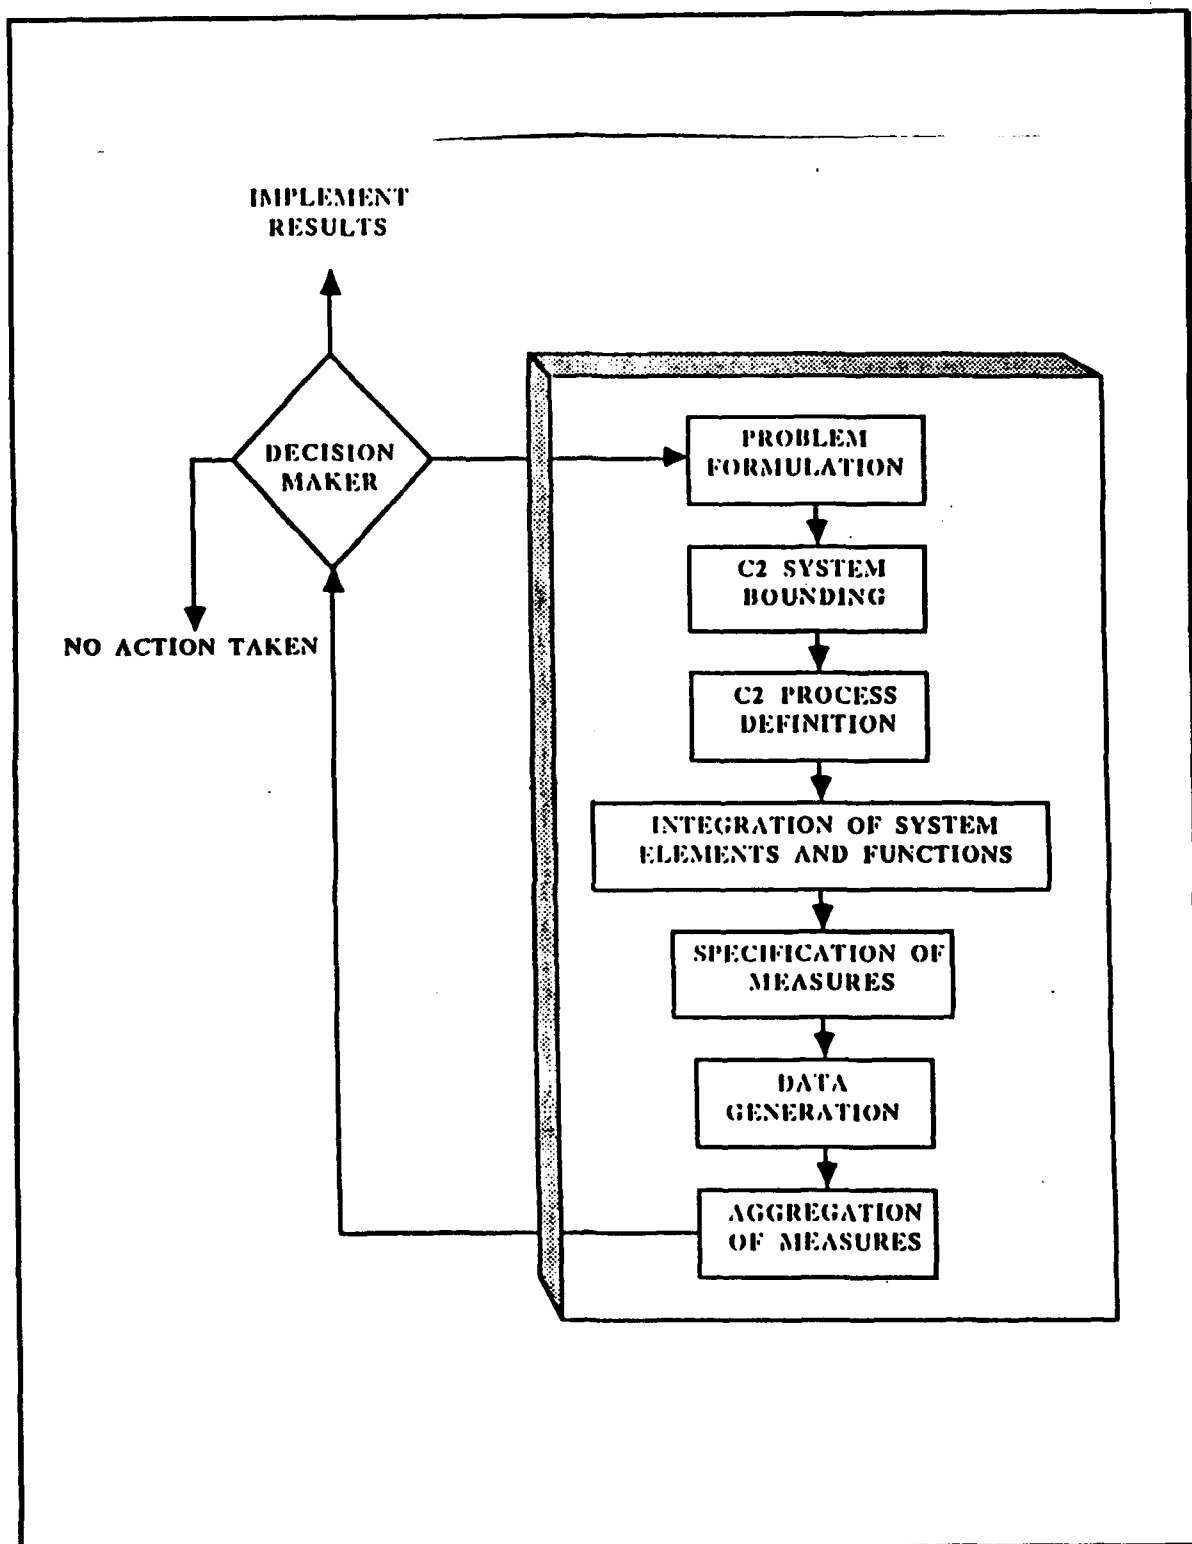 IMPLEMENT
RESULTS
DECISION
MAKER
NO ACTION TAKEN
PROBLEM
FORMULATION
C2 SYSTEM
BOUNDING
C2 PROCESS
DEFINITION
INTEGRATION OF SYSTEM
ELEMENTS AND FUNCTIONS
SPECIFICATION OF
MEASURES
DATA
GENERATION
AGGREGATION
OF MEASURES